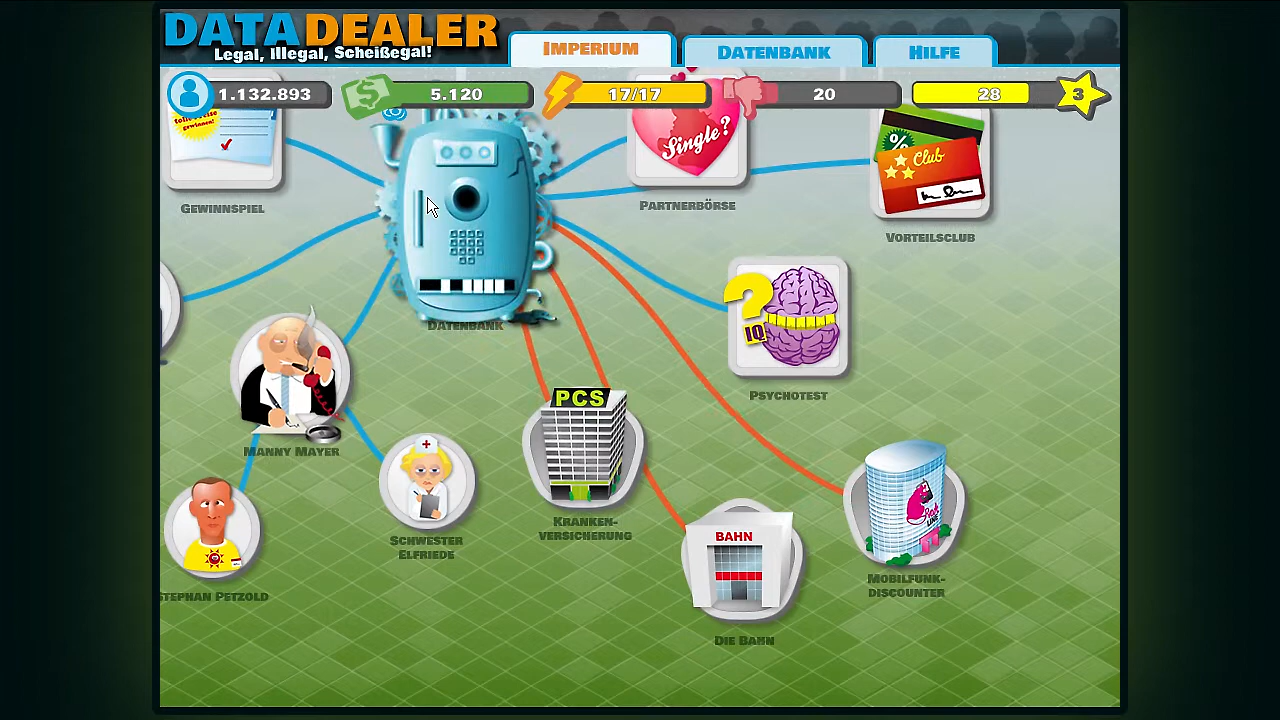 DATADEALER
Legal, Illegal, Scheißegal!
IMPERIUM
DATENBANK
HILFE
1.132.893
5.120
17/17
20
28
3
gewinnen!
Single?
%
Club
GEWINNSPIEL
PARTNERBÖRSE
VORTEILSCLUB
DATENBANK
IQ
PSYCHOTEST
MANNY MAYER
PCS
SCHWESTER
ELFRIEDE
KRANKEN-
VERSICHERUNG
STEPHAN PETZOLD
BAHN
DIE BAHN
MOBILFUNK-
DISCOUNTER